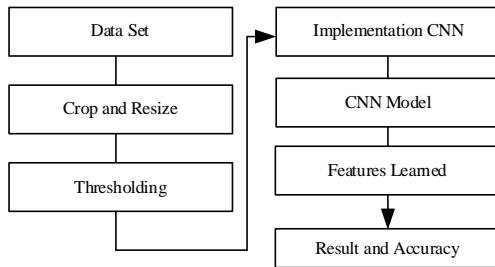 Data Set
Crop and Resize
Thresholding
Implementation CNN
CNN Model
Features Learned
Result and Accuracy